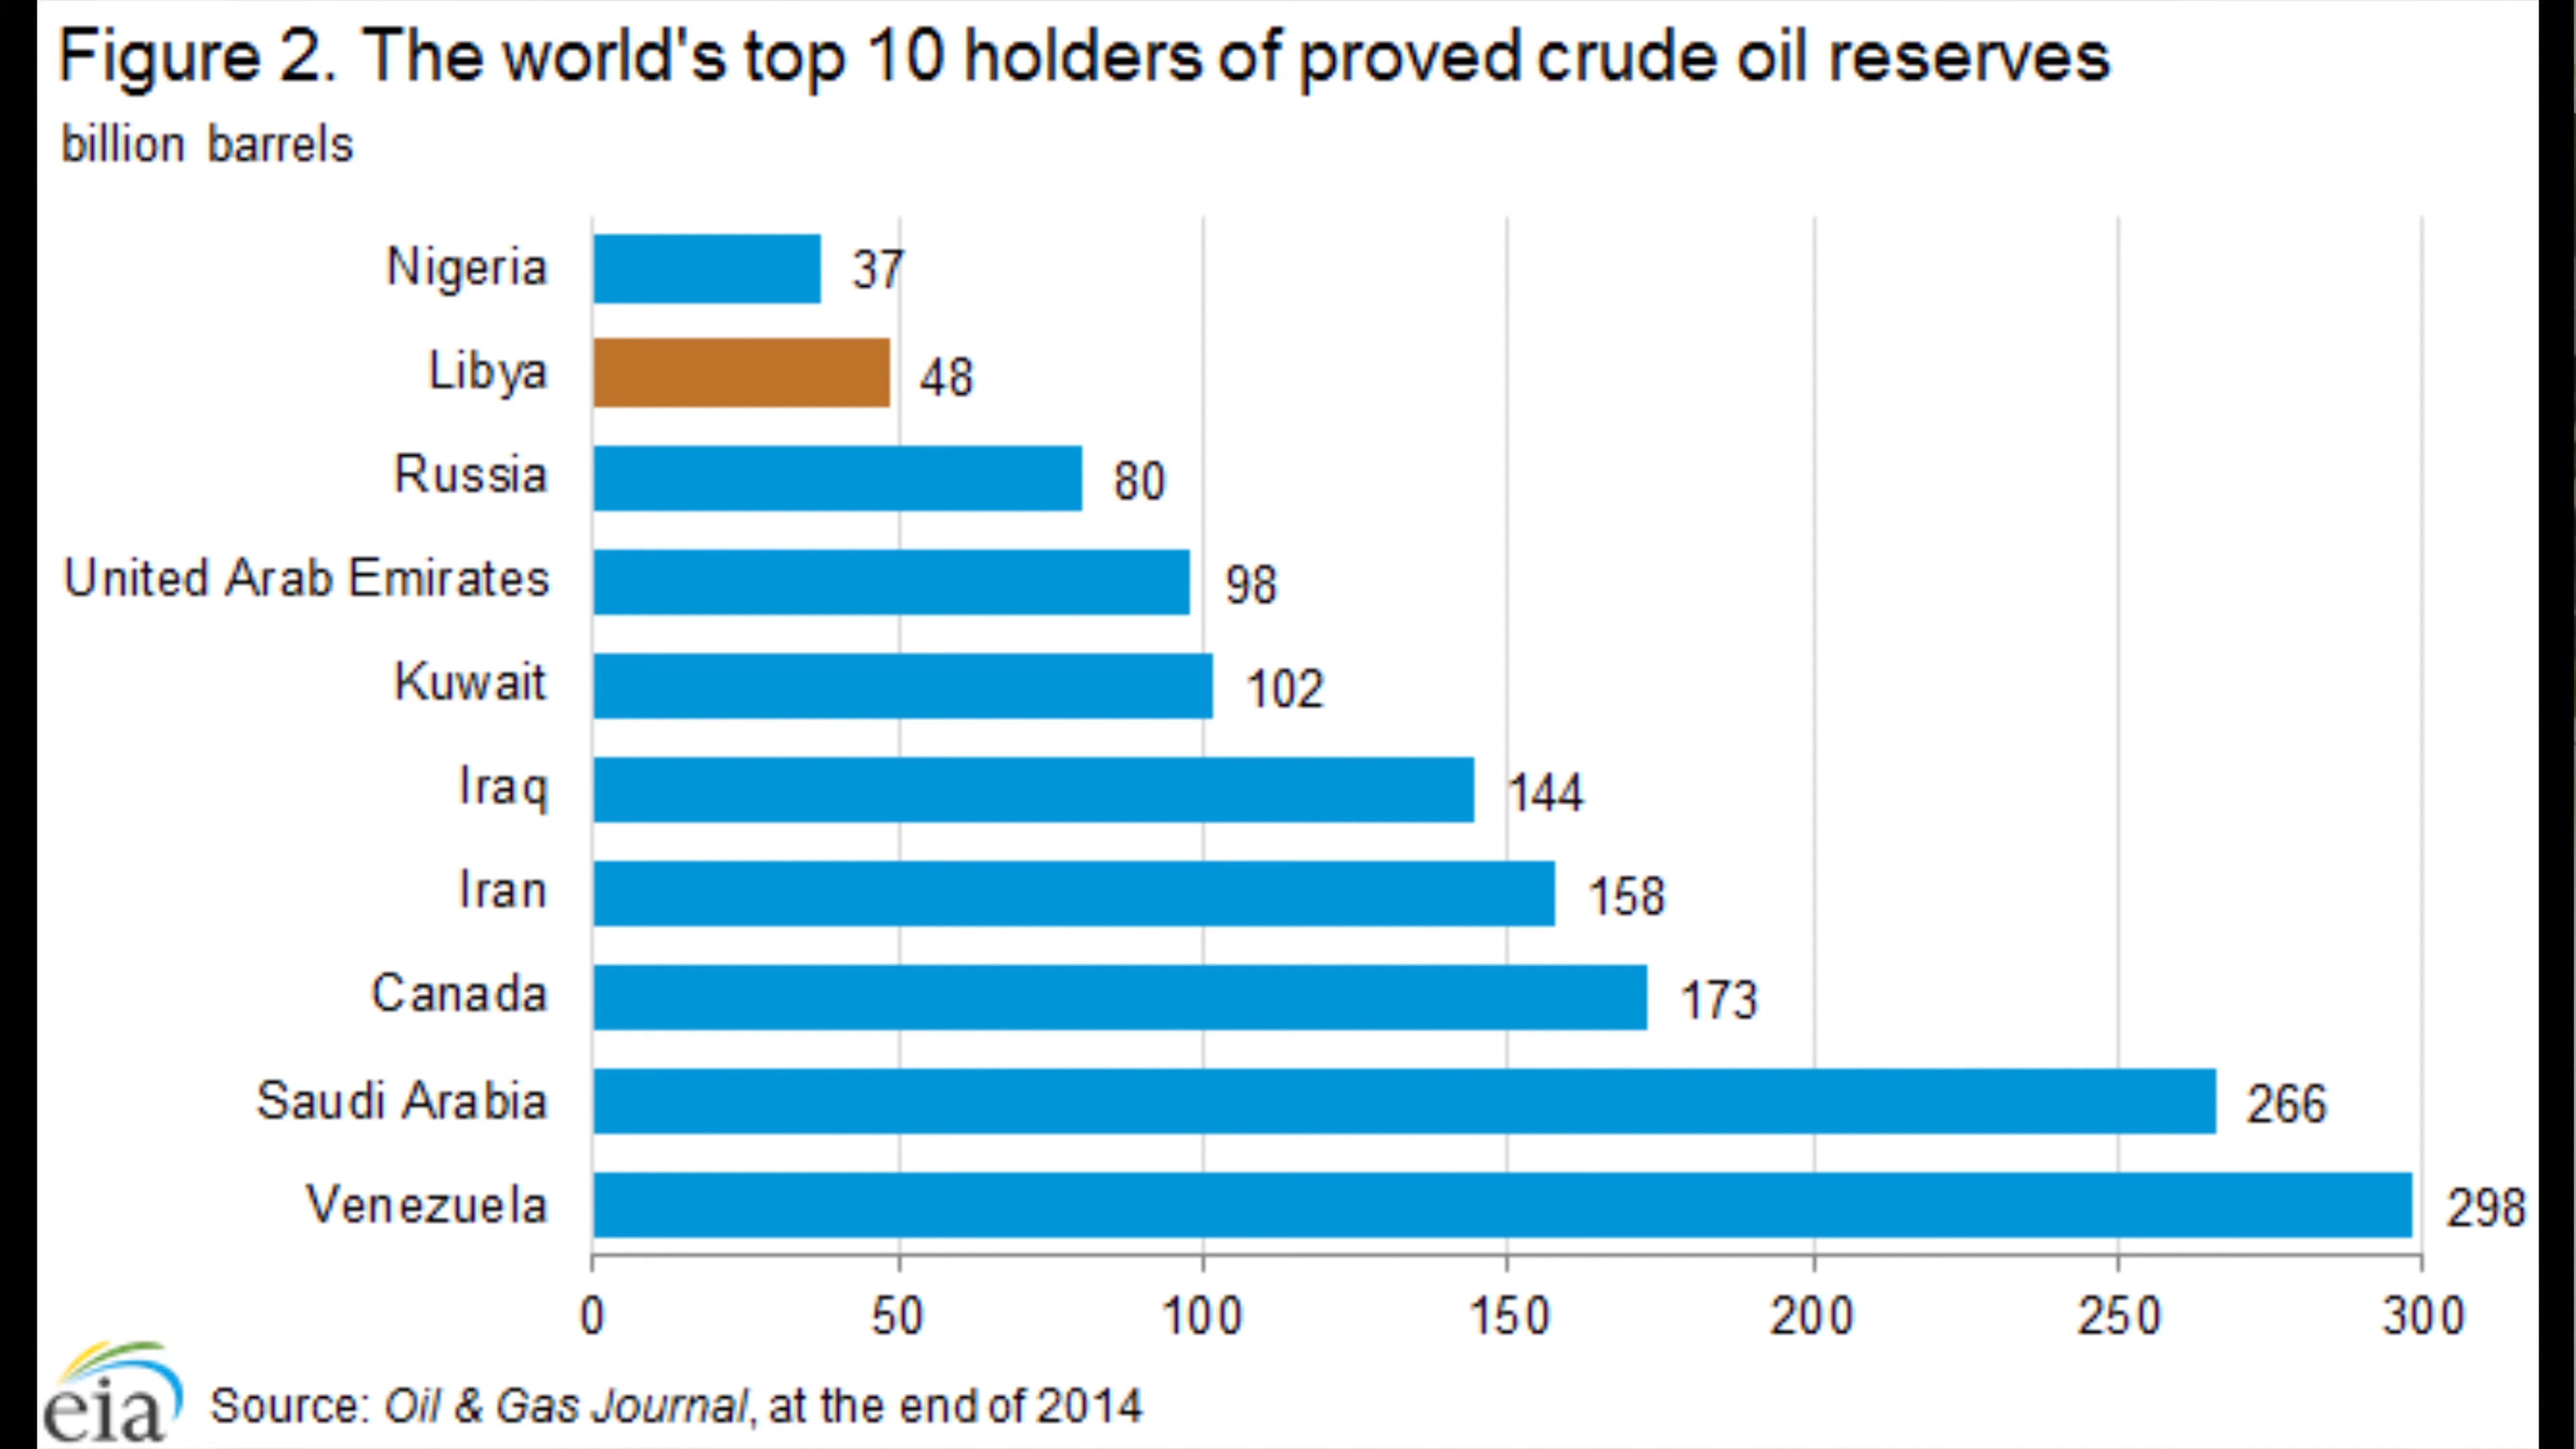 Figure 2. The world's top 10 holders of proved crude oil reserves
billion barrels
Nigeria 37
Libya 48
Russia 80
United Arab Emirates 98
Kuwait 102
Iraq 144
Iran 158
Canada 173
Saudi Arabia 266
Venezuela 298
0 50 100 150 200 250 300
eia Source: Oil & Gas Journal, at the end of 2014